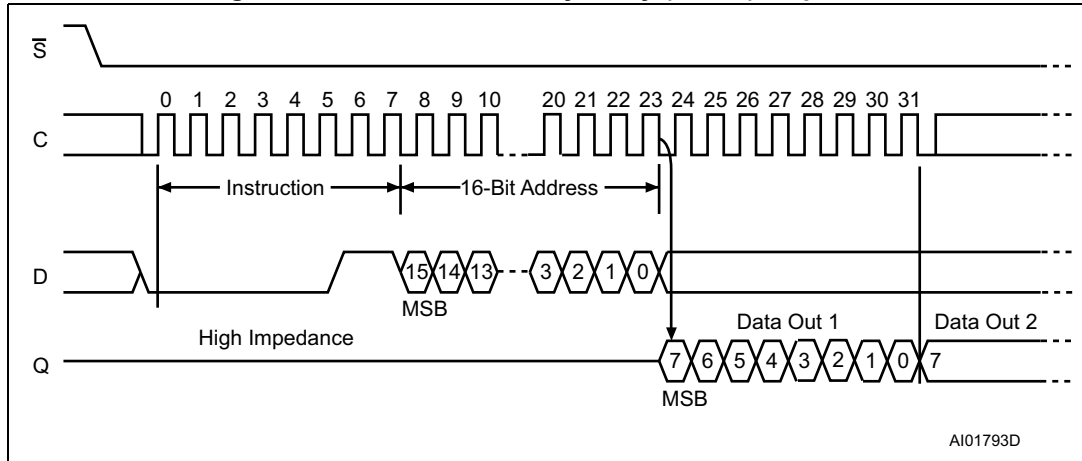 S
0 1 2 3 4 5 6 7 8 9 10 20 21 22 23 24 25 26 27 28 29 30 31
C
Instruction 16-Bit Address
D 15 14 13 3 2 1 0
MSB
High Impedance Data Out 1 Data Out 2
Q 7 6 5 4 3 2 1 0 7
MSB
AI01793D